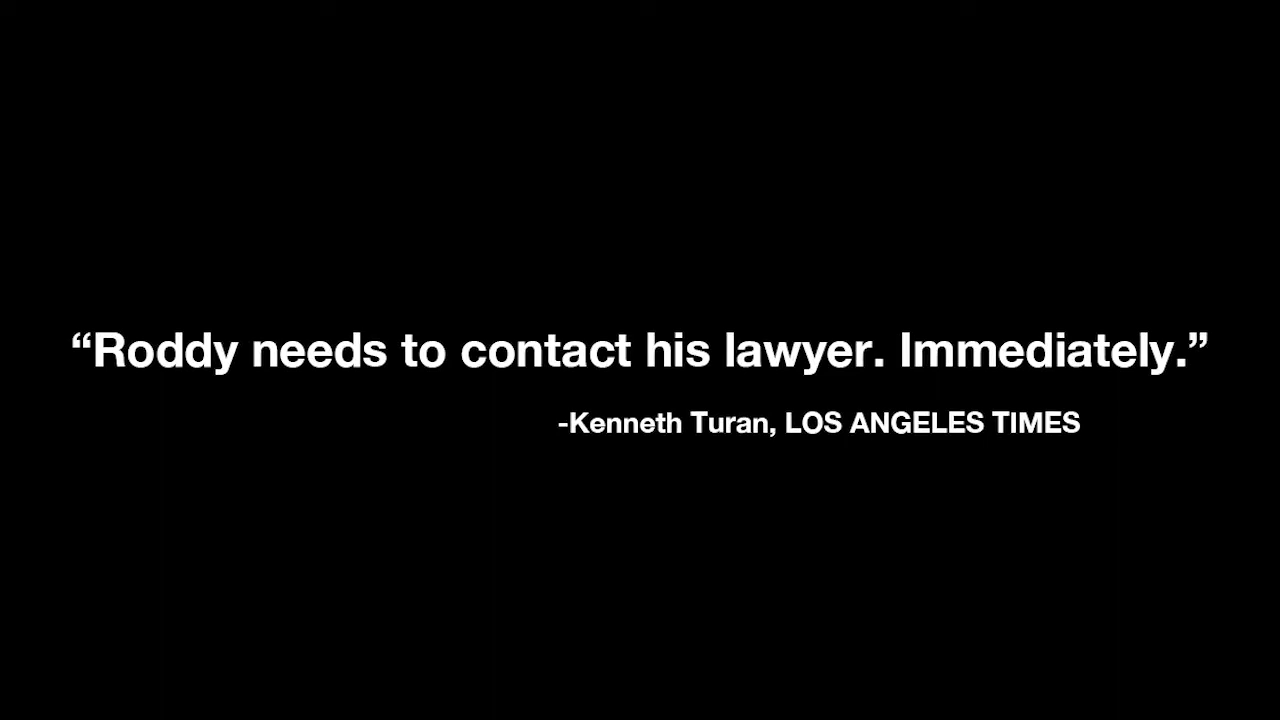 “Roddy needs to contact his lawyer. Immediately.”
-Kenneth Turan, LOS ANGELES TIMES